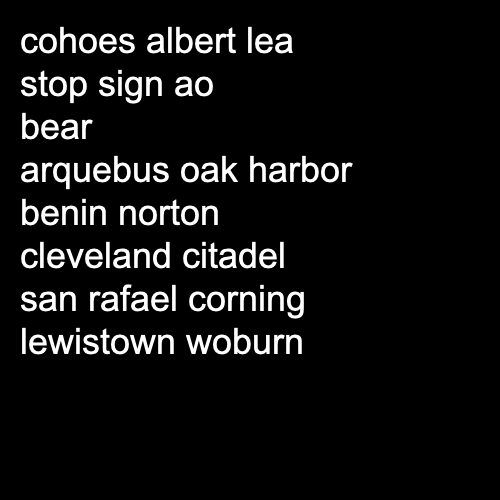 cohoes albert lea
stop sign ao
bear
arquebus oak harbor
benin norton
cleveland citadel
san rafael corning
lewistown woburn